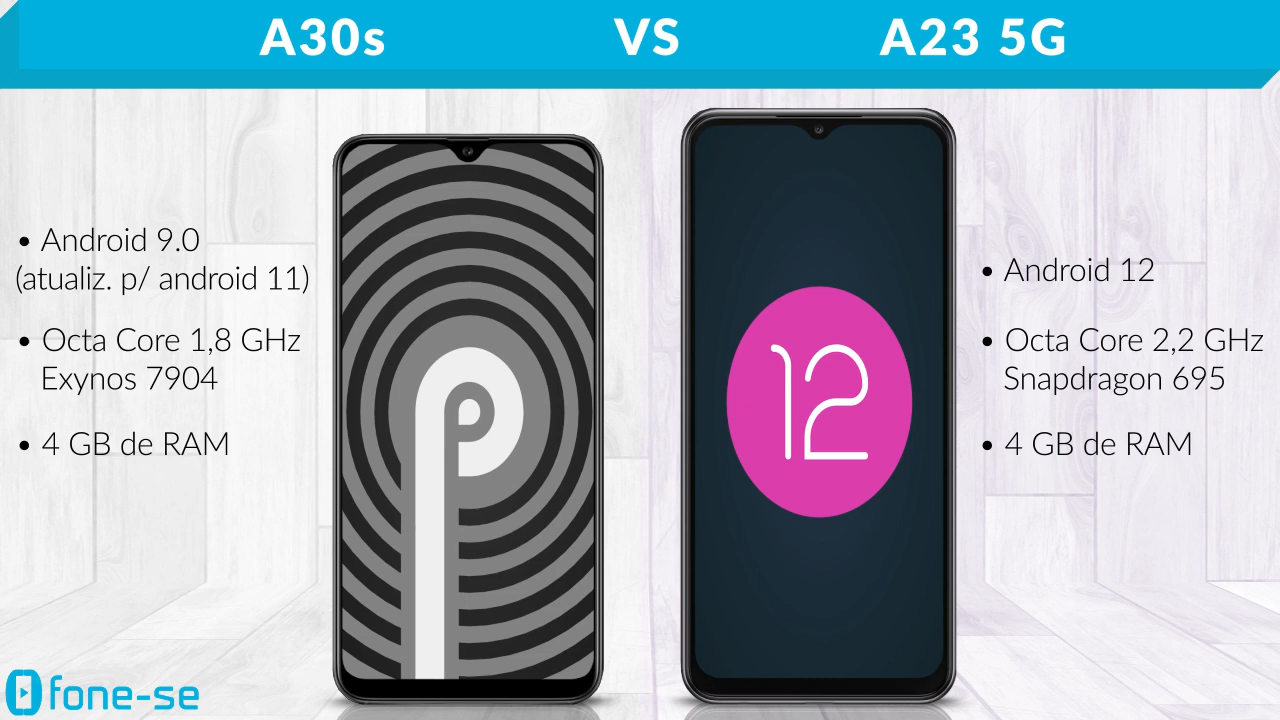 A30s VS A23 5G
• Android 9.0
(atualiz. p/ android 11)
• Octa Core 1,8 GHz
Exynos 7904
• 4 GB de RAM
12
• Android 12
• Octa Core 2,2 GHz
Snapdragon 695
• 4 GB de RAM
fone-se